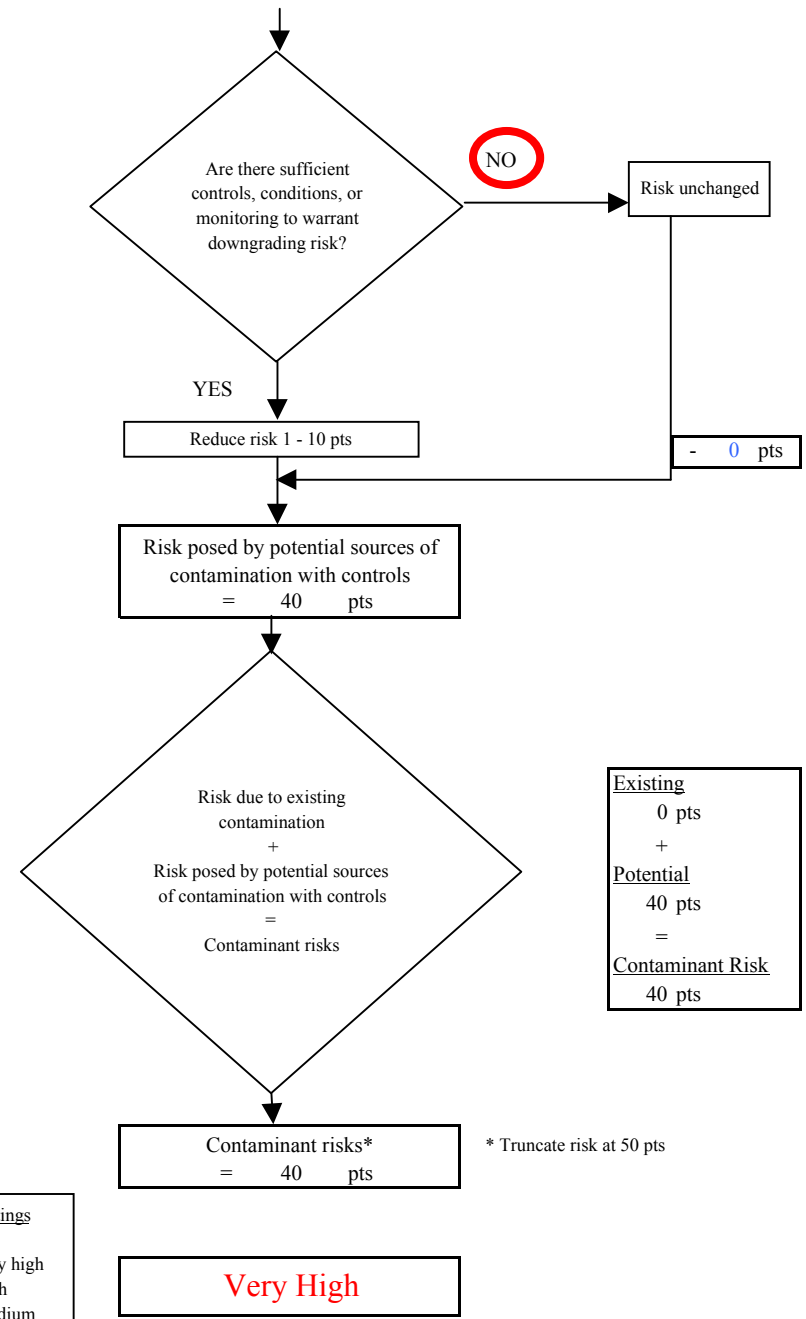 Are there sufficient
controls, conditions, or
monitoring to warrant
downgrading risk?
NO
Risk unchanged
YES
Reduce risk 1 - 10 pts
- 0 pts
Risk posed by potential sources of
contamination with controls
= 40 pts
Risk due to existing
contamination
+
Risk posed by potential sources
of contamination with controls
=
Contaminant risks
Existing
0 pts
+
Potential
40 pts
=
Contaminant Risk
40 pts
Contaminant risks*
= 40 pts
* Truncate risk at 50 pts
high
Very High